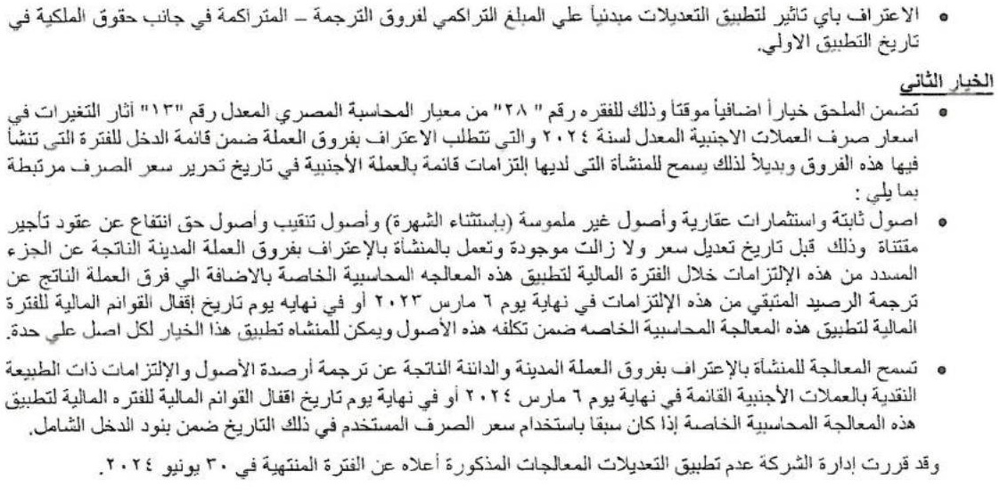 • الاعتراف بأي تاثير لتطبيق التعديلات مبدئياً علي المبلغ التراكمي لفروق الترجمة – المتراكمة في جانب حقوق الملكية في
تاريخ التطبيق الاولي.
الخيار الثاني
• تضمن الملحق خياراً اضافياً موقتاً وذلك للفقره رقم " ٢٨" من معيار المحاسبة المصري المعدل رقم "١٣" آثار التغيرات في
اسعار صرف العملات الاجنبية المعدل لسنة ٢٠٢٤ والتي تتطلب الاعتراف بفروق العملة ضمن قائمة الدخل للفترة التي تنشأ
فيها هذه الفروق وبديلاً لذلك يسمح للمنشأة التى لديها إلتزامات قائمة بالعملة الأجنبية في تاريخ تحرير سعر الصرف مرتبطة
بما يلي :
• اصول ثابتة واستثمارات عقارية وأصول غير ملموسة (بإستثناء الشهرة) وأصول تنقيب وأصول حق انتفاع عن عقود تأجير
مقتناة وذلك قبل تاريخ تعديل سعر ولا زالت موجودة وتعمل بالمنشأة بالإعتراف بفروق العملة المدينة الناتجة عن الجزء
المسدد من هذه الإلتزامات خلال الفترة المالية لتطبيق هذه المعالجه المحاسبية الخاصة بالاضافة الي فرق العملة الناتج عن
ترجمة الرصيد المتبقي من هذه الإلتزامات في نهاية يوم ٦ مارس ٢٠٢٣ أو في نهايه يوم تاريخ إقفال القوائم المالية للفترة
المالية لتطبيق هذه المعالجة المحاسبية الخاصه ضمن تكلفه هذه الأصول ويمكن للمنشاه تطبيق هذا الخيار لكل اصل علي حدة.
• تسمح المعالجة للمنشأة بالإعتراف بفروق العملة المدينة والدائنة الناتجة عن ترجمة أرصدة الأصول والإلتزامات ذات الطبيعة
النقدية بالعملات الأجنبية القائمة في نهاية يوم ٦ مارس ٢٠٢٤ أو في نهاية يوم تاريخ اقفال القوائم المالية للفتره المالية لتطبيق
هذه المعالجة المحاسبية الخاصة إذا كان سبقا باستخدام سعر الصرف المستخدم في ذلك التاريخ ضمن بنود الدخل الشامل.
وقد قررت إدارة الشركة عدم تطبيق التعديلات المعالجات المذكورة أعلاه عن الفترة المنتهية في ٣٠ يونيو ٢٠٢٤.